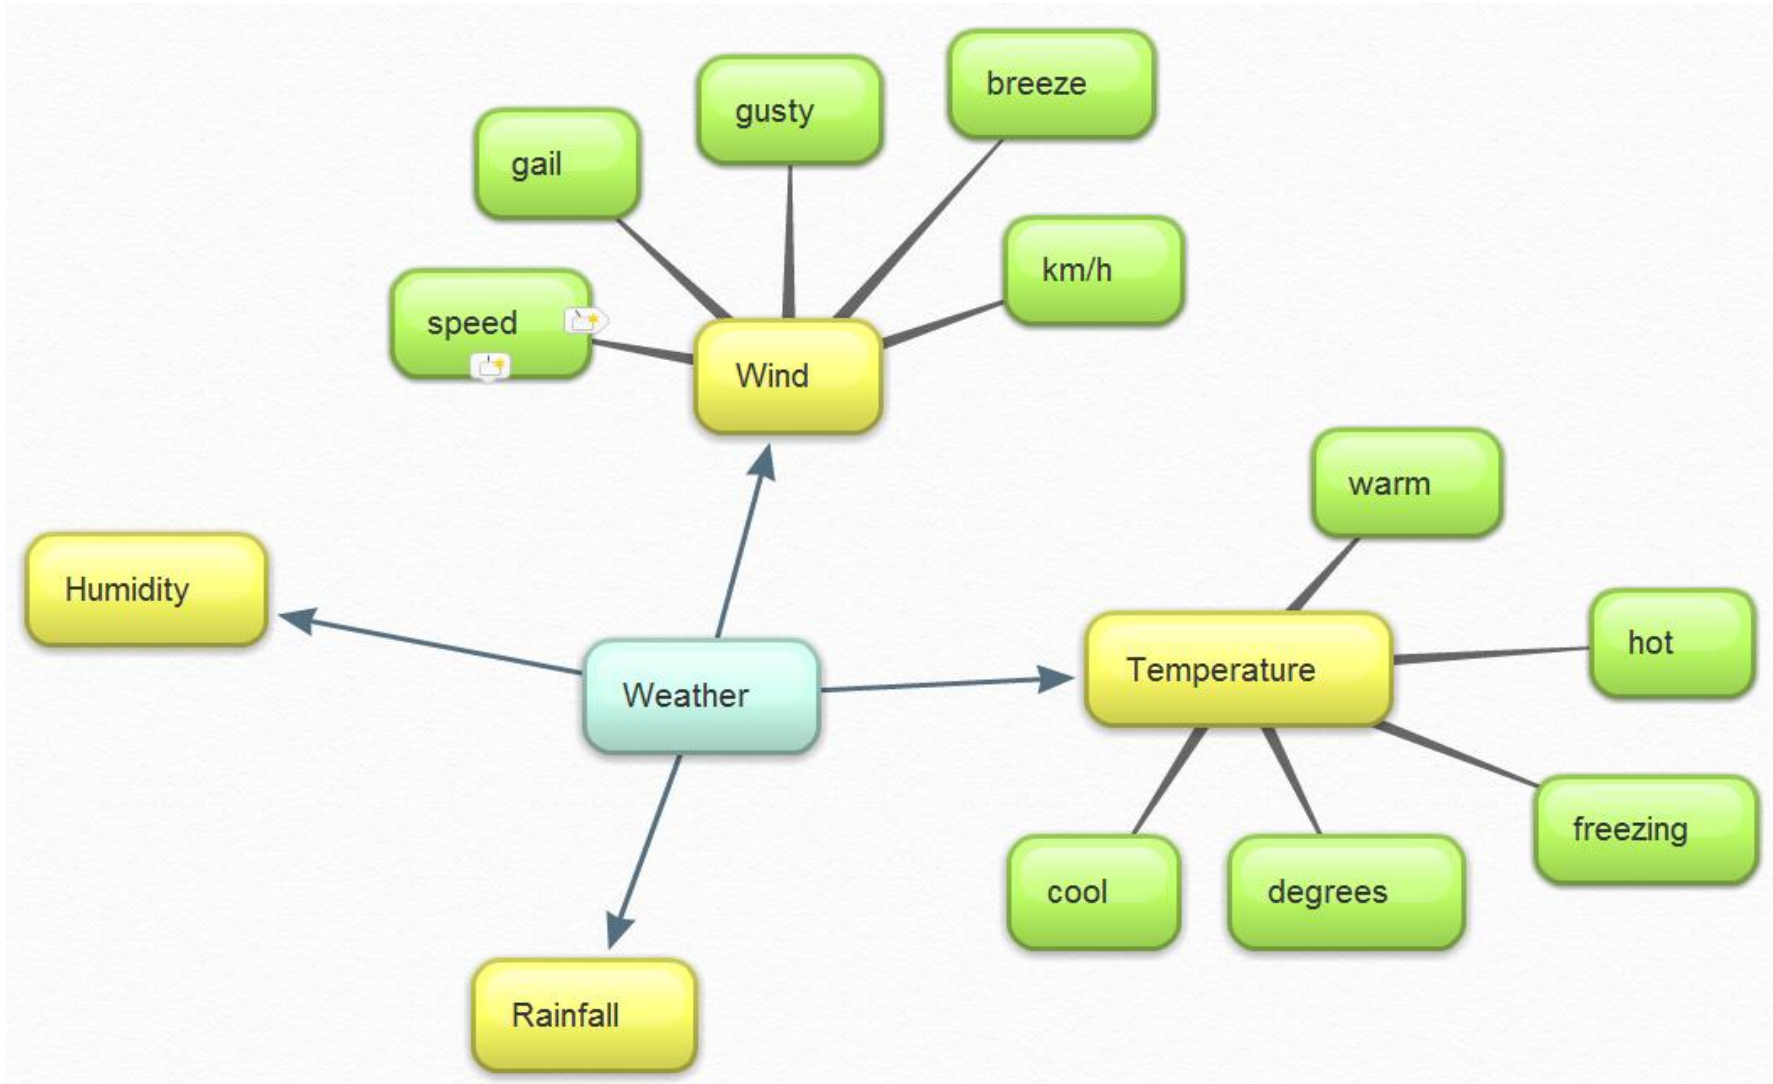 breeze
gusty
gail
km/h
speed
Wind
warm
Humidity
hot
Temperature
Weather
freezing
cool
degrees
Rainfall